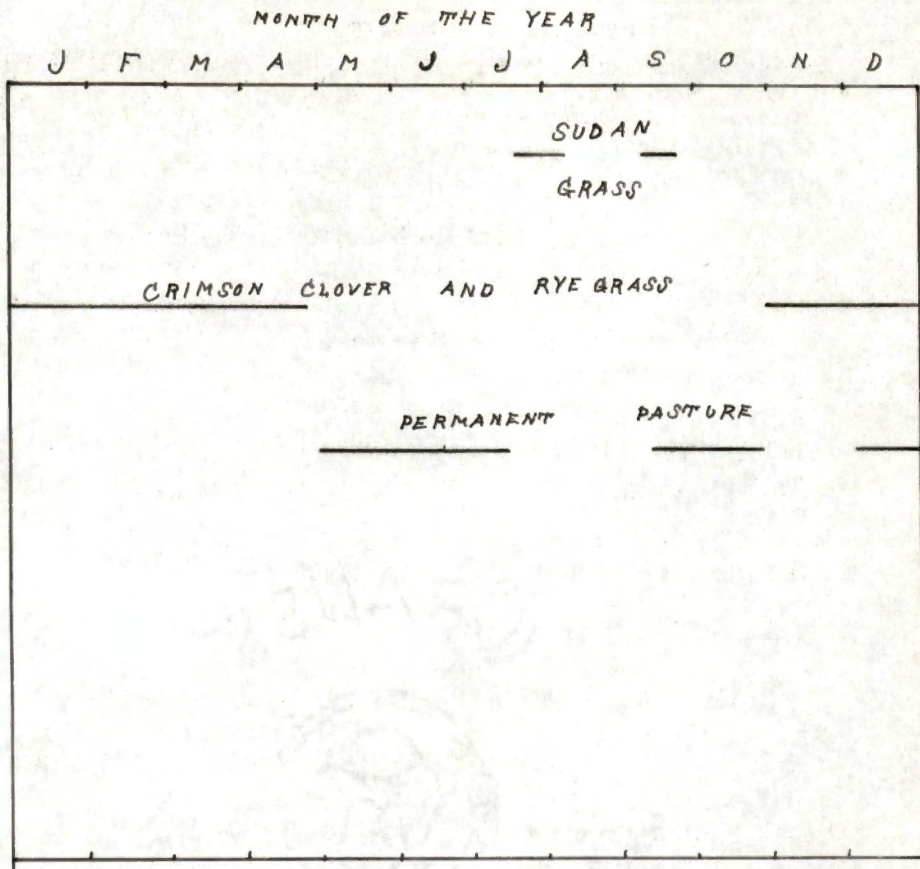 MONTH OF THE YEAR
J F M A M J J A S O N D
SUDAN
GRASS
CRIMSON CLOVER AND RYE GRASS
PERMANENT PASTURE